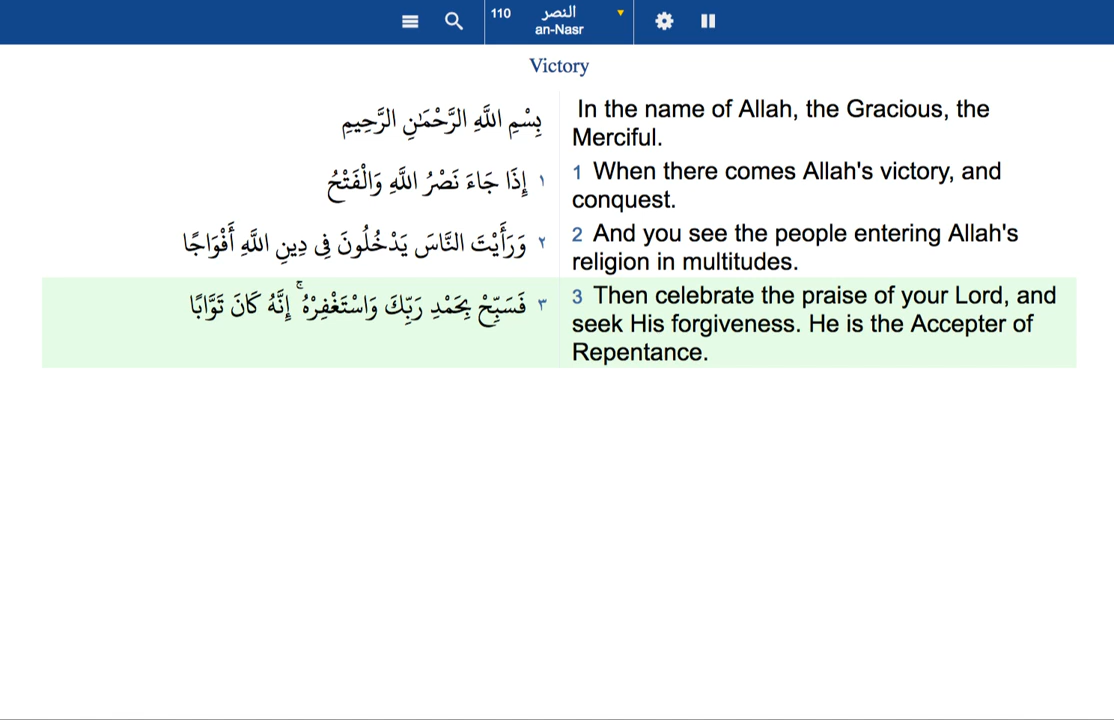 110
النصر
an-Nasr
Victory
بِسْمِ اللَّهِ الرَّحْمَٰنِ الرَّحِيمِ
In the name of Allah, the Gracious, the
Merciful.
١ إِذَا جَاءَ نَصْرُ اللَّهِ وَالْفَتْحُ
1 When there comes Allah's victory, and
conquest.
٢ وَرَأَيْتَ النَّاسَ يَدْخُلُونَ فِي دِينِ اللَّهِ أَفْوَاجًا
2 And you see the people entering Allah's
religion in multitudes.
٣ فَسَبِّحْ بِحَمْدِ رَبِّكَ وَاسْتَغْفِرْهُ ۚ إِنَّهُ كَانَ تَوَّابًا
3 Then celebrate the praise of your Lord, and
seek His forgiveness. He is the Accepter of
Repentance.